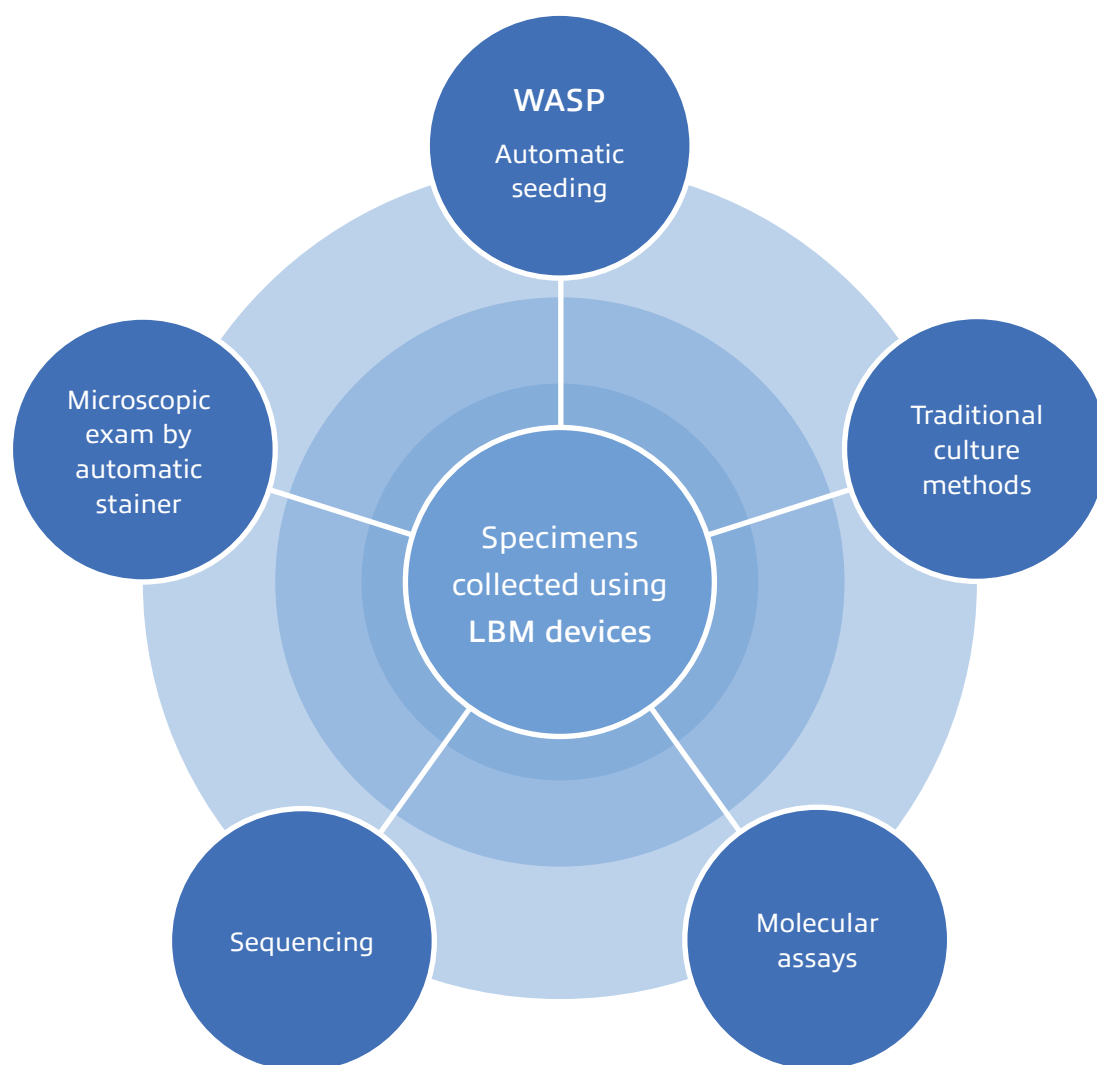 WASP
Automatic
seeding
Traditional
culture
methods
Molecular
assays
Sequencing
Microscopic
exam by
automatic
stainer
Specimens
collected using
LBM devices